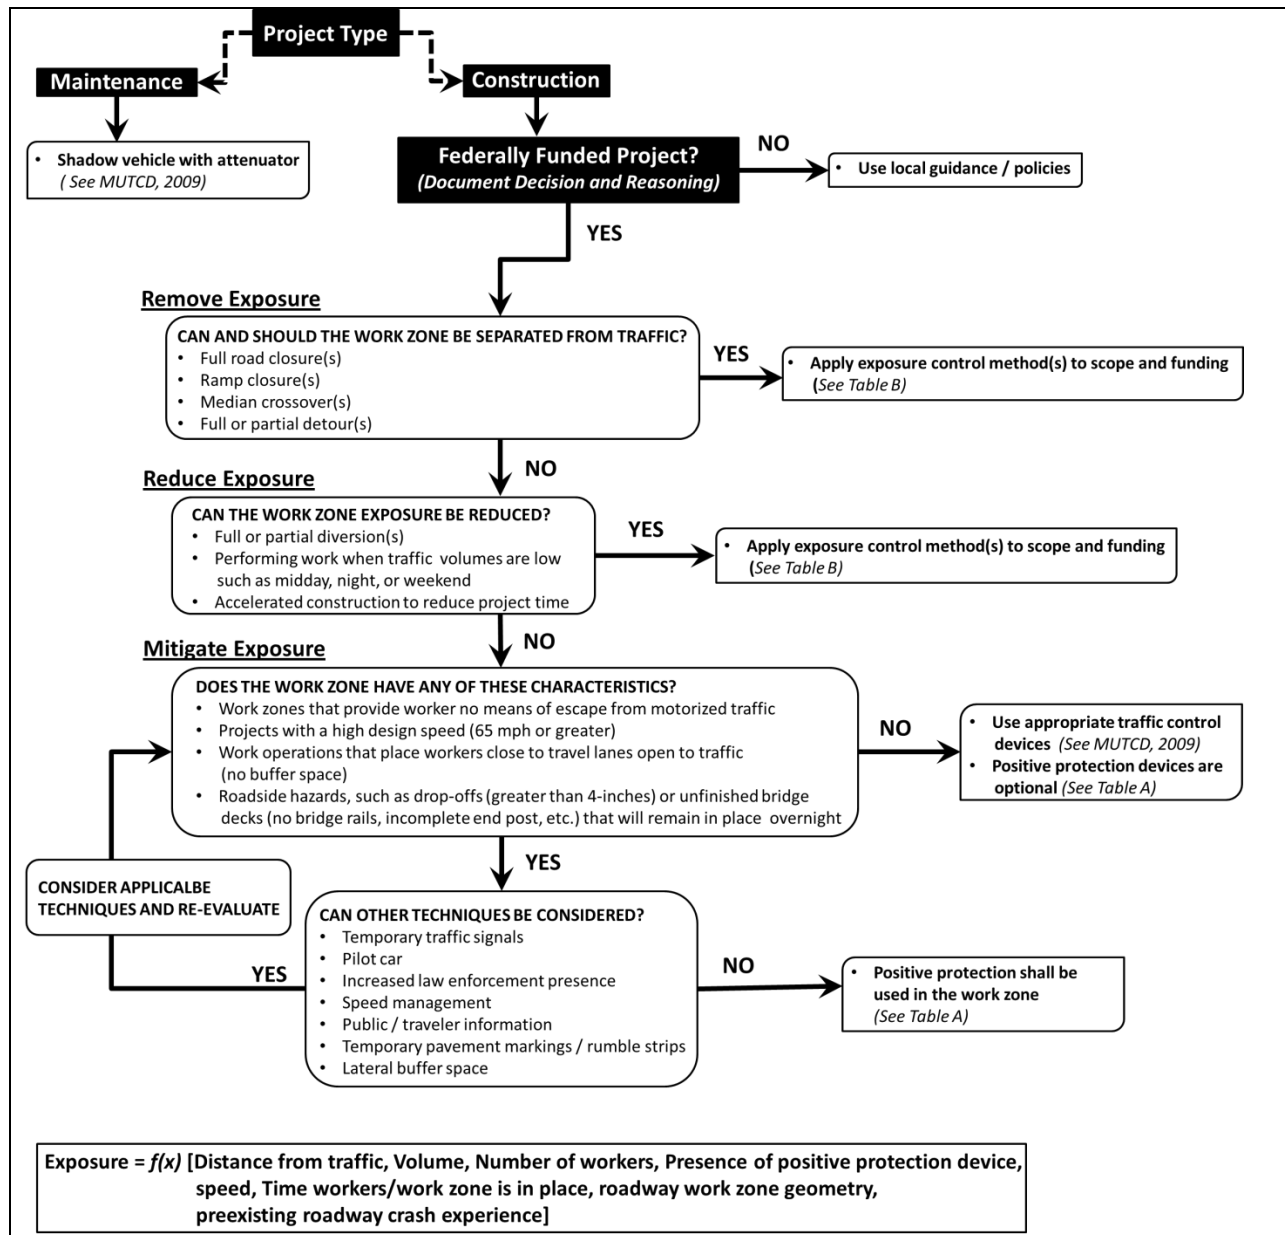 Project Type
Maintenance
Construction
• Shadow vehicle with attenuator
( See MUTCD, 2009)
Federally Funded Project?
(Document Decision and Reasoning)
NO
• Use local guidance / policies
YES
Remove Exposure
CAN AND SHOULD THE WORK ZONE BE SEPARATED FROM TRAFFIC?
• Full road closure(s)
• Ramp closure(s)
• Median crossover(s)
• Full or partial detour(s)
YES
• Apply exposure control method(s) to scope and funding
(See Table B)
NO
Reduce Exposure
CAN THE WORK ZONE EXPOSURE BE REDUCED?
• Full or partial diversion(s)
• Performing work when traffic volumes are low
such as midday, night, or weekend
• Accelerated construction to reduce project time
YES
• Apply exposure control method(s) to scope and funding
(See Table B)
NO
Mitigate Exposure
DOES THE WORK ZONE HAVE ANY OF THESE CHARACTERISTICS?
• Work zones that provide worker no means of escape from motorized traffic
• Projects with a high design speed (65 mph or greater)
• Work operations that place workers close to travel lanes open to traffic
(no buffer space)
• Roadside hazards, such as drop-offs (greater than 4-inches) or unfinished bridge
decks (no bridge rails, incomplete end post, etc.) that will remain in place overnight
NO
• Use appropriate traffic control
devices (See MUTCD, 2009)
• Positive protection devices are
optional (See Table A)
YES
CONSIDER APPLICALBE
TECHNIQUES AND RE-EVALUATE
YES
CAN OTHER TECHNIQUES BE CONSIDERED?
• Temporary traffic signals
• Pilot car
• Increased law enforcement presence
• Speed management
• Public / traveler information
• Temporary pavement markings / rumble strips
• Lateral buffer space
NO
• Positive protection shall be
used in the work zone
(See Table A)
Exposure = f(x) [Distance from traffic, Volume, Number of workers, Presence of positive protection device,
speed, Time workers/work zone is in place, roadway work zone geometry,
preexisting roadway crash experience]